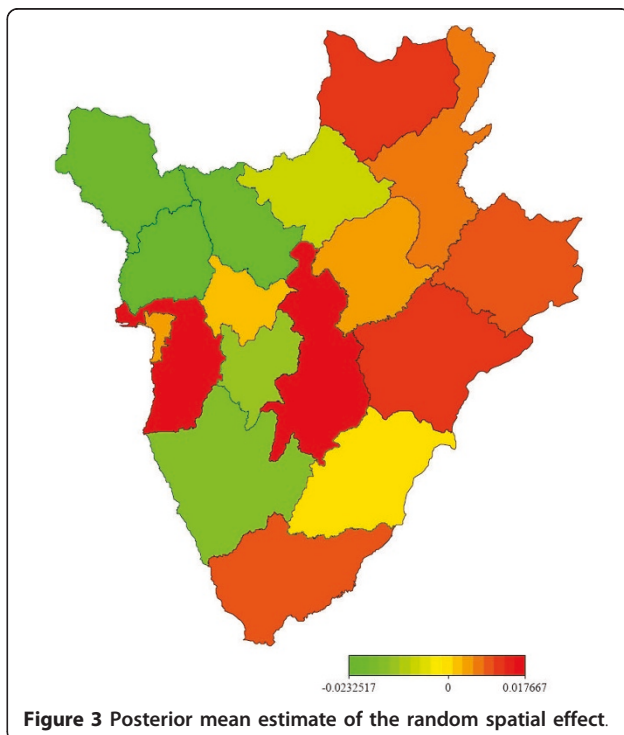 -0.0232517 0 0.017667
Figure 3 Posterior mean estimate of the random spatial effect.